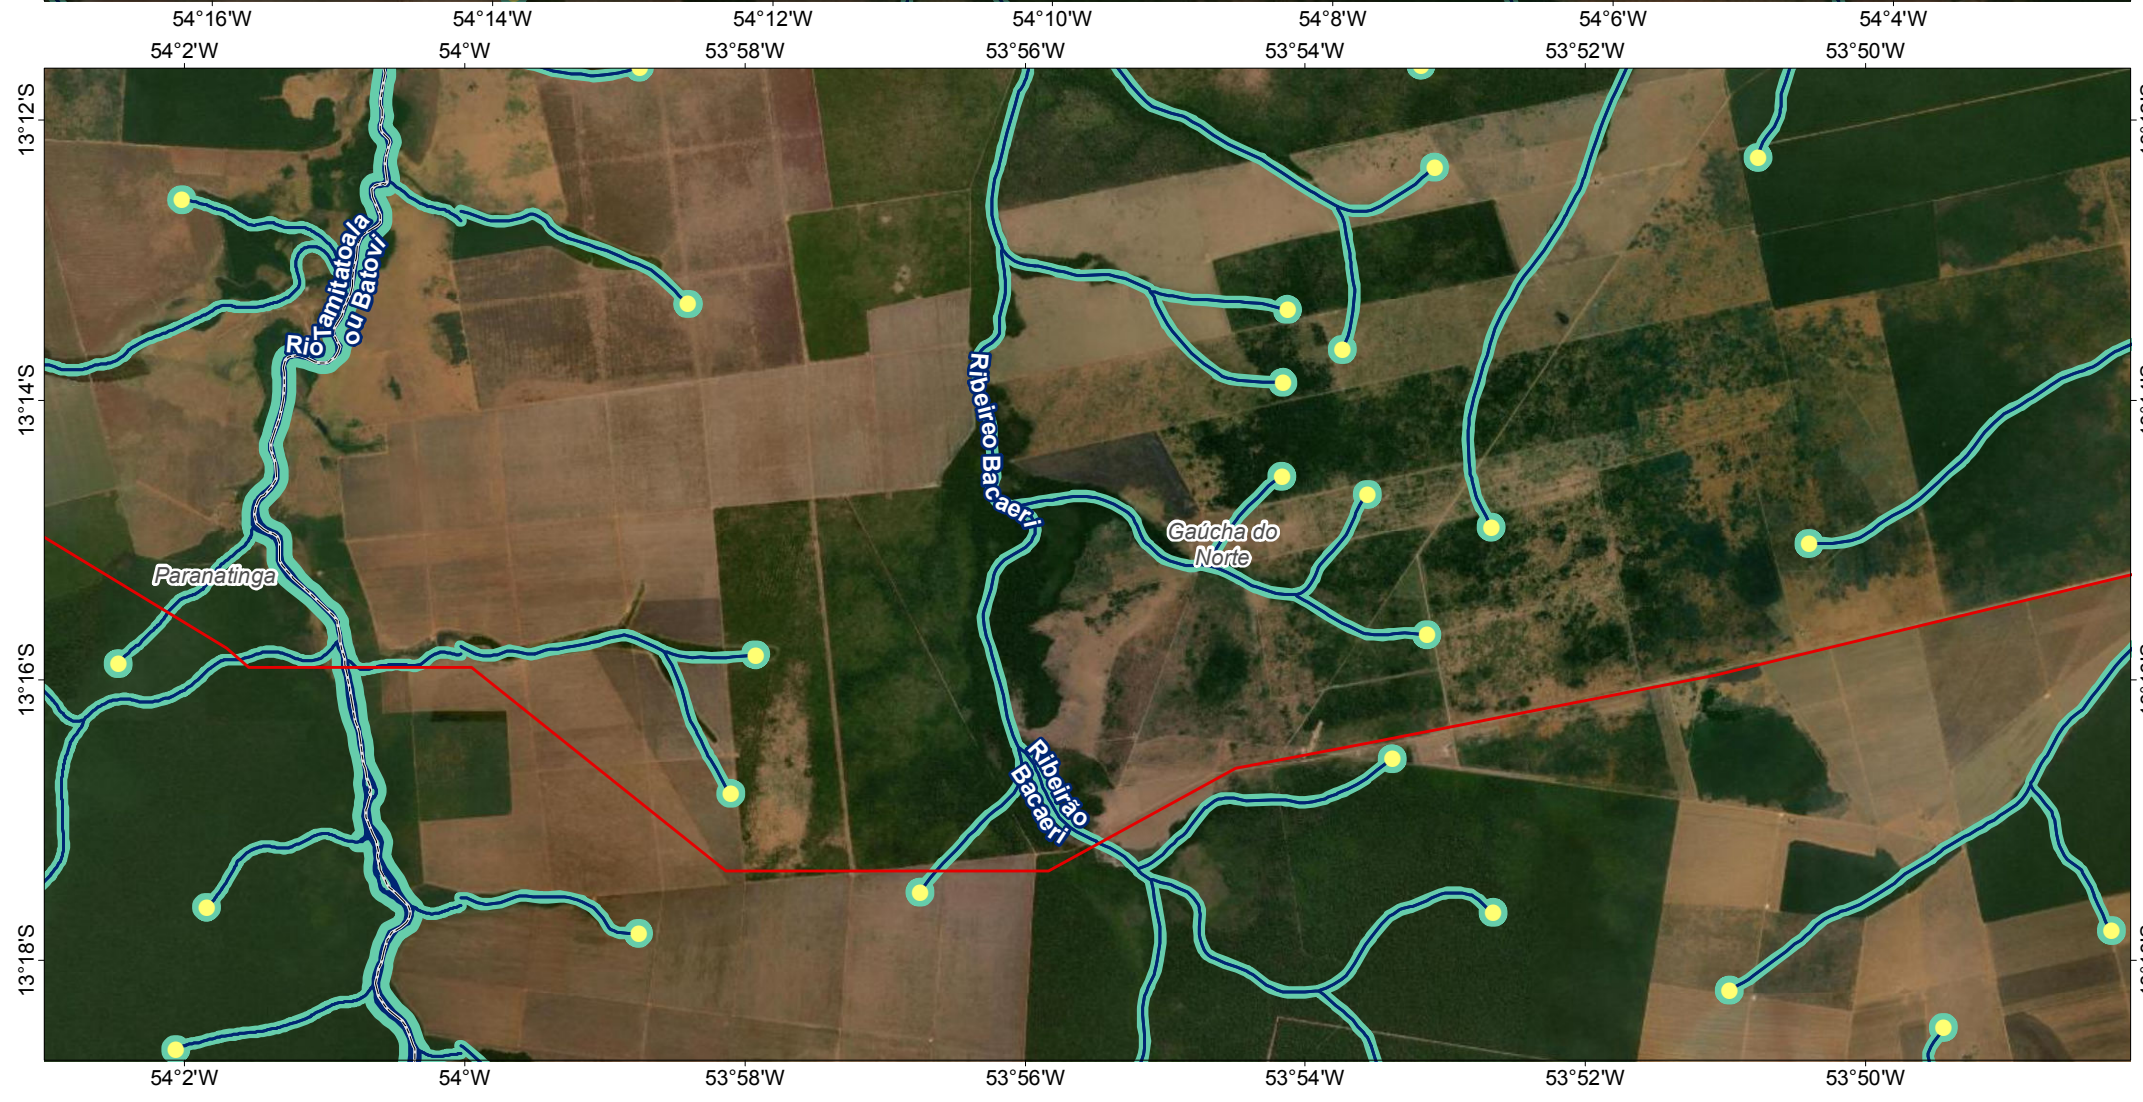 54°16'W 54°14'W 54°12'W 54°10'W 54°8'W 54°6'W 54°4'W
54°2'W 54°W 53°58'W 53°56'W 53°54'W 53°52'W 53°50'W
13°12'S
Rio Tamitatoala
ou Batovi
13°14'S
Ribeireo Bacaeri
Gaúcha do
Norte
Paranatinga
13°16'S
Ribeirão
Bacaeri
13°18'S
54°2'W 54°W 53°58'W 53°56'W 53°54'W 53°52'W 53°50'W